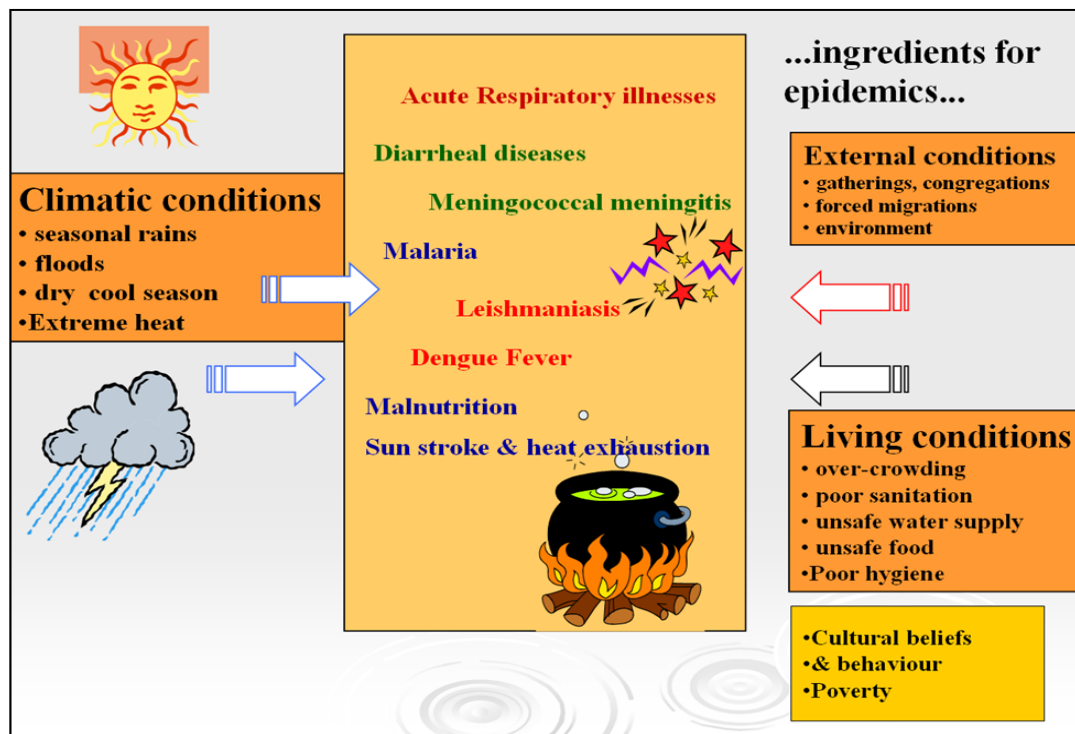 ...ingredients for
epidemics...
Acute Respiratory illnesses
Diarrheal diseases
Meningococcal meningitis
Malaria
Leishmaniasis
Dengue Fever
Malnutrition
Sun stroke & heat exhaustion
Climatic conditions
• seasonal rains
• floods
• dry cool season
•Extreme heat
External conditions
• gatherings, congregations
• forced migrations
• environment
Living conditions
• over-crowding
• poor sanitation
• unsafe water supply
• unsafe food
•Poor hygiene
•Cultural beliefs
•& behaviour
•Poverty